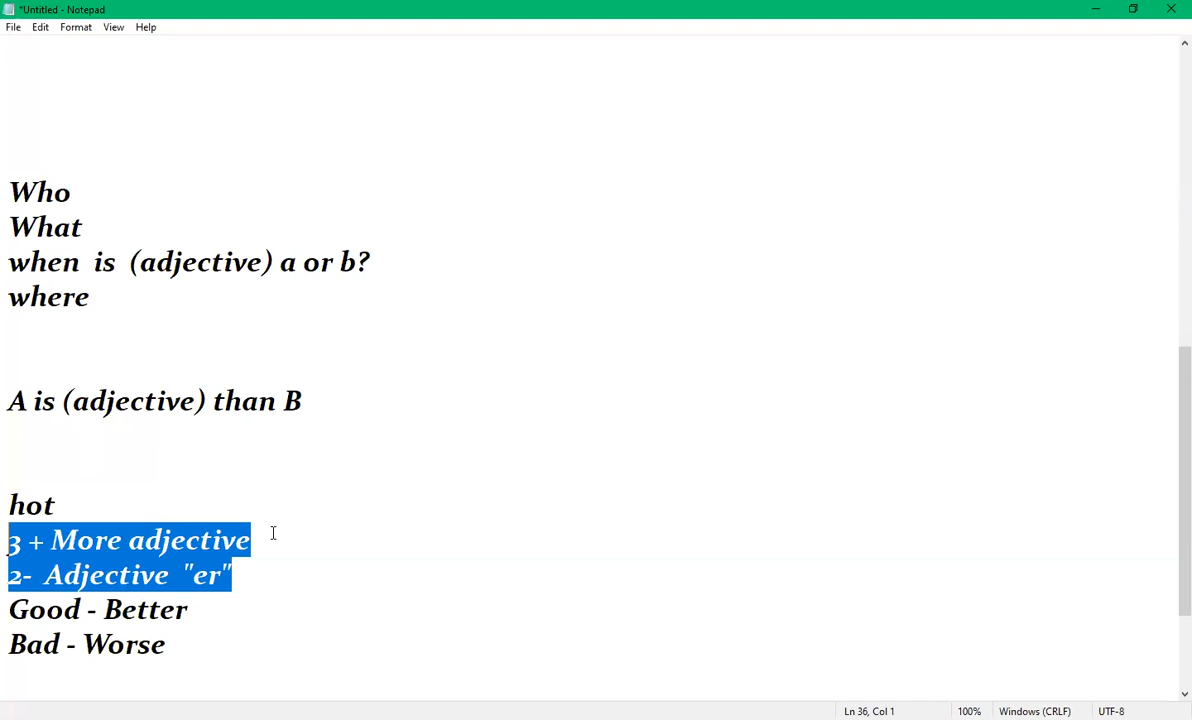 *Untitled - Notepad
File Edit Format View Help
Who
What
when is (adjective) a or b?
where
A is (adjective) than B
hot
3 + More adjective
2- Adjective "er"
Good - Better
Bad - Worse
Ln 36, Col 1 100% Windows (CRLF) UTF-8